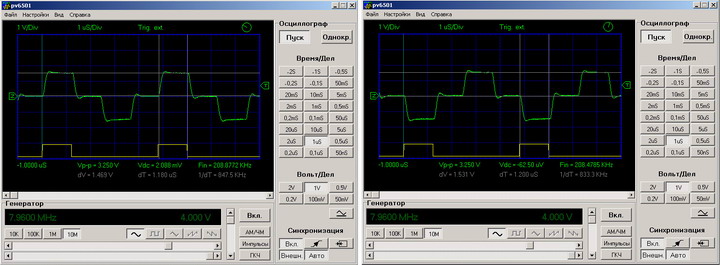 pv6501
Файл Настройки Вид Справка
1 V/Div 1 uS/Div Trig ext
-1.0000 uS Vp-p = 3.250 V Vdc = 2.080 mV Fin = 208.8772 KHz
dV = 1.469 V dT = 1.180 uS 1/dT = 847.5 KHz
Генератор
7.9600 MHz 4.000 V
10K 100K 1M 10M
Вкл.
АМ/ЧМ
Импульсы
ГКЧ
Осциллограф
Пуск Однокр.
Время/Дел
-2S -1S -0,5S
-0,2S -0,1S 50mS
20mS 10mS 5mS
2mS 1mS 0,5mS
0,2mS 0,1mS 50uS
20uS 10uS 5uS
2uS 1uS 0,5uS
0,2uS 0,1uS 50nS
Вольт/Дел
2V 1V 0.5V
0.2V 100mV 50mV
Синхронизация
Вкл.
Внешн. Авто
pv6501
Файл Настройки Вид Справка
1 V/Div 1 uS/Div Trig ext
-1.0000 uS Vp-p = 3.250 V Vdc = -62.50 uV Fin = 208.4785 KHz
dV = 1.531 V dT = 1.200 uS 1/dT = 833.3 KHz
Генератор
7.9600 MHz 4.000 V
10K 100K 1M 10M
Вкл.
АМ/ЧМ
Импульсы
ГКЧ
Осциллограф
Пуск Однокр.
Время/Дел
-2S -1S -0,5S
-0,2S -0,1S 50mS
20mS 10mS 5mS
2mS 1mS 0,5mS
0,2mS 0,1mS 50uS
20uS 10uS 5uS
2uS 1uS 0,5uS
0,2uS 0,1uS 50nS
Вольт/Дел
2V 1V 0.5V
0.2V 100mV 50mV
Синхронизация
Вкл.
Внешн. Авто